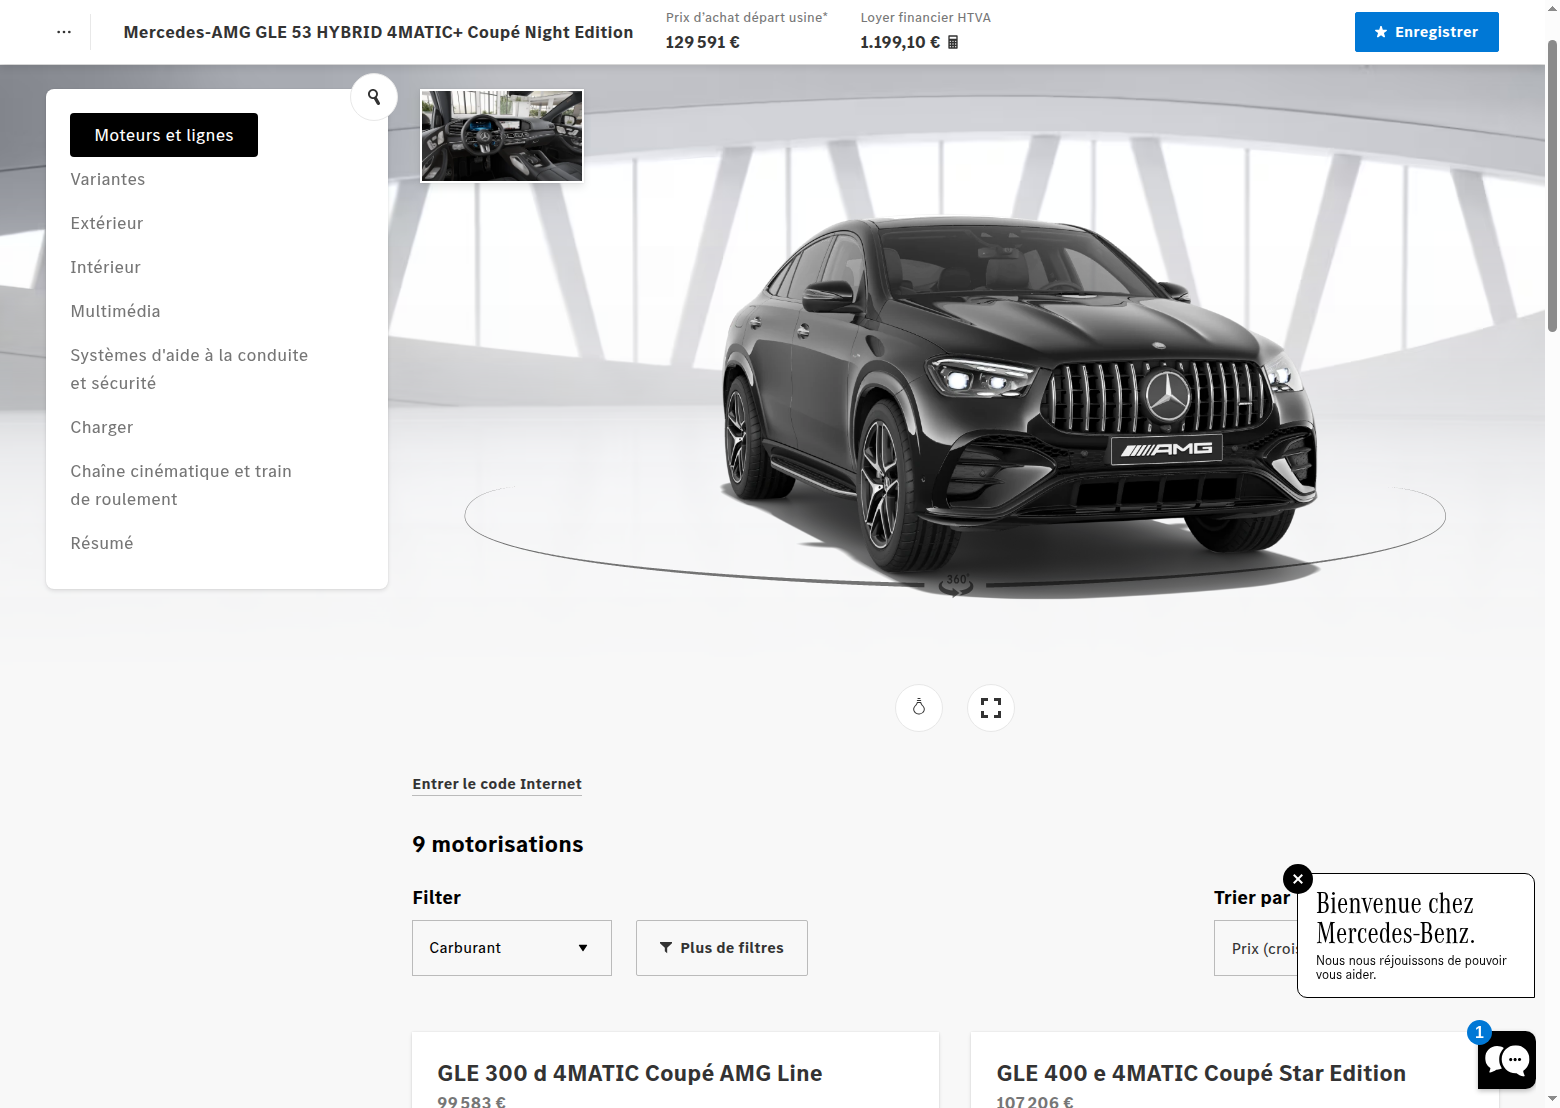 ...
Mercedes-AMG GLE 53 HYBRID 4MATIC+ Coupé Night Edition
Prix d'achat départ usine*
129 591 €
Loyer financier HTVA
1.199,10 €
Enregistrer
Moteurs et lignes
Variantes
Extérieur
Intérieur
Multimédia
Systèmes d'aide à la conduite
et sécurité
Charger
Chaîne cinématique et train
de roulement
Résumé
AMG
360°
Entrer le code Internet
9 motorisations
Filter
Trier par
Carburant
Plus de filtres
Prix (crois
Bienvenue chez
Mercedes-Benz.
Nous nous réjouissons de pouvoir
vous aider.
1
GLE 300 d 4MATIC Coupé AMG Line
99 583 €
GLE 400 e 4MATIC Coupé Star Edition
107 206 €